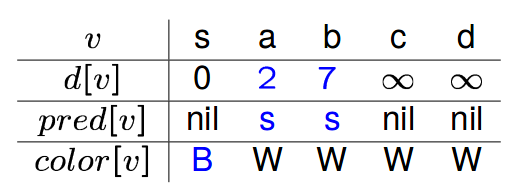 v s a b c d
d[v] 0 2 7 ∞ ∞
pred[v] nil s s nil nil
color[v] B W W W W